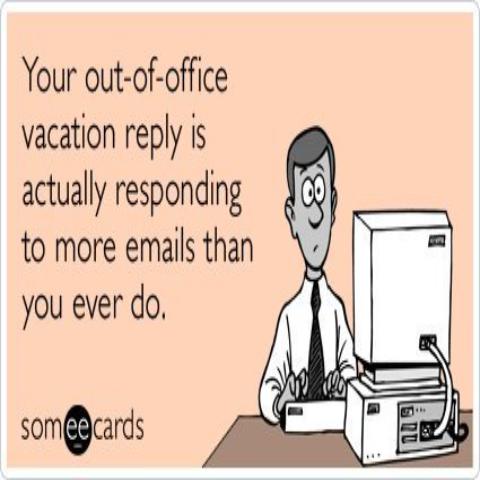 Your out-of-office
vacation reply is
actually responding
to more emails than
you ever do.
someecards